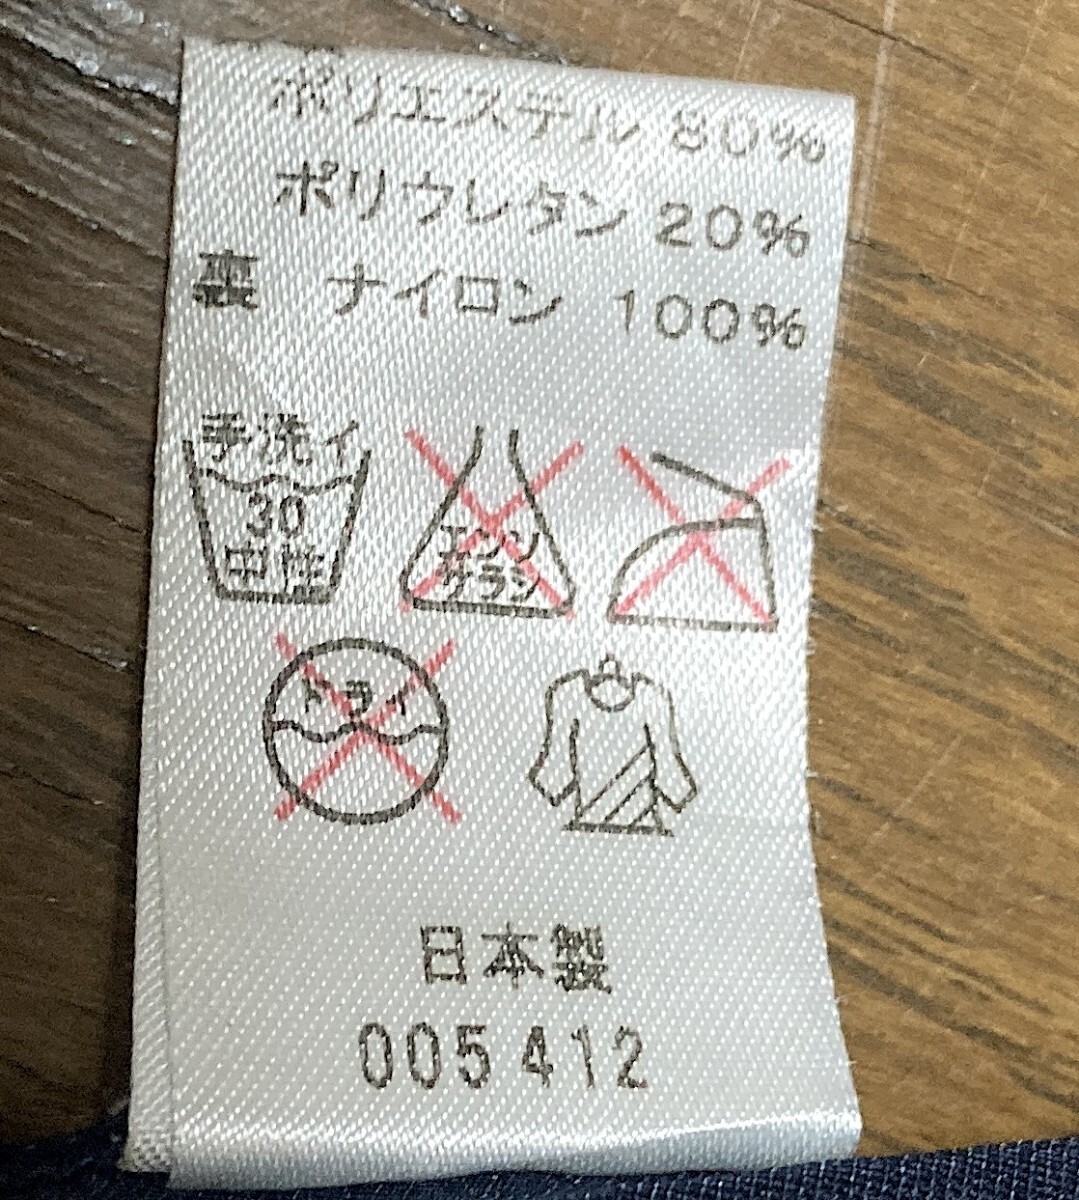 ポリエステル 80%
ポリウレタン 20%
裏 ナイロン 100%
手洗イ
30
中性
エンソ
サラシ
ドライ
日本製
005412